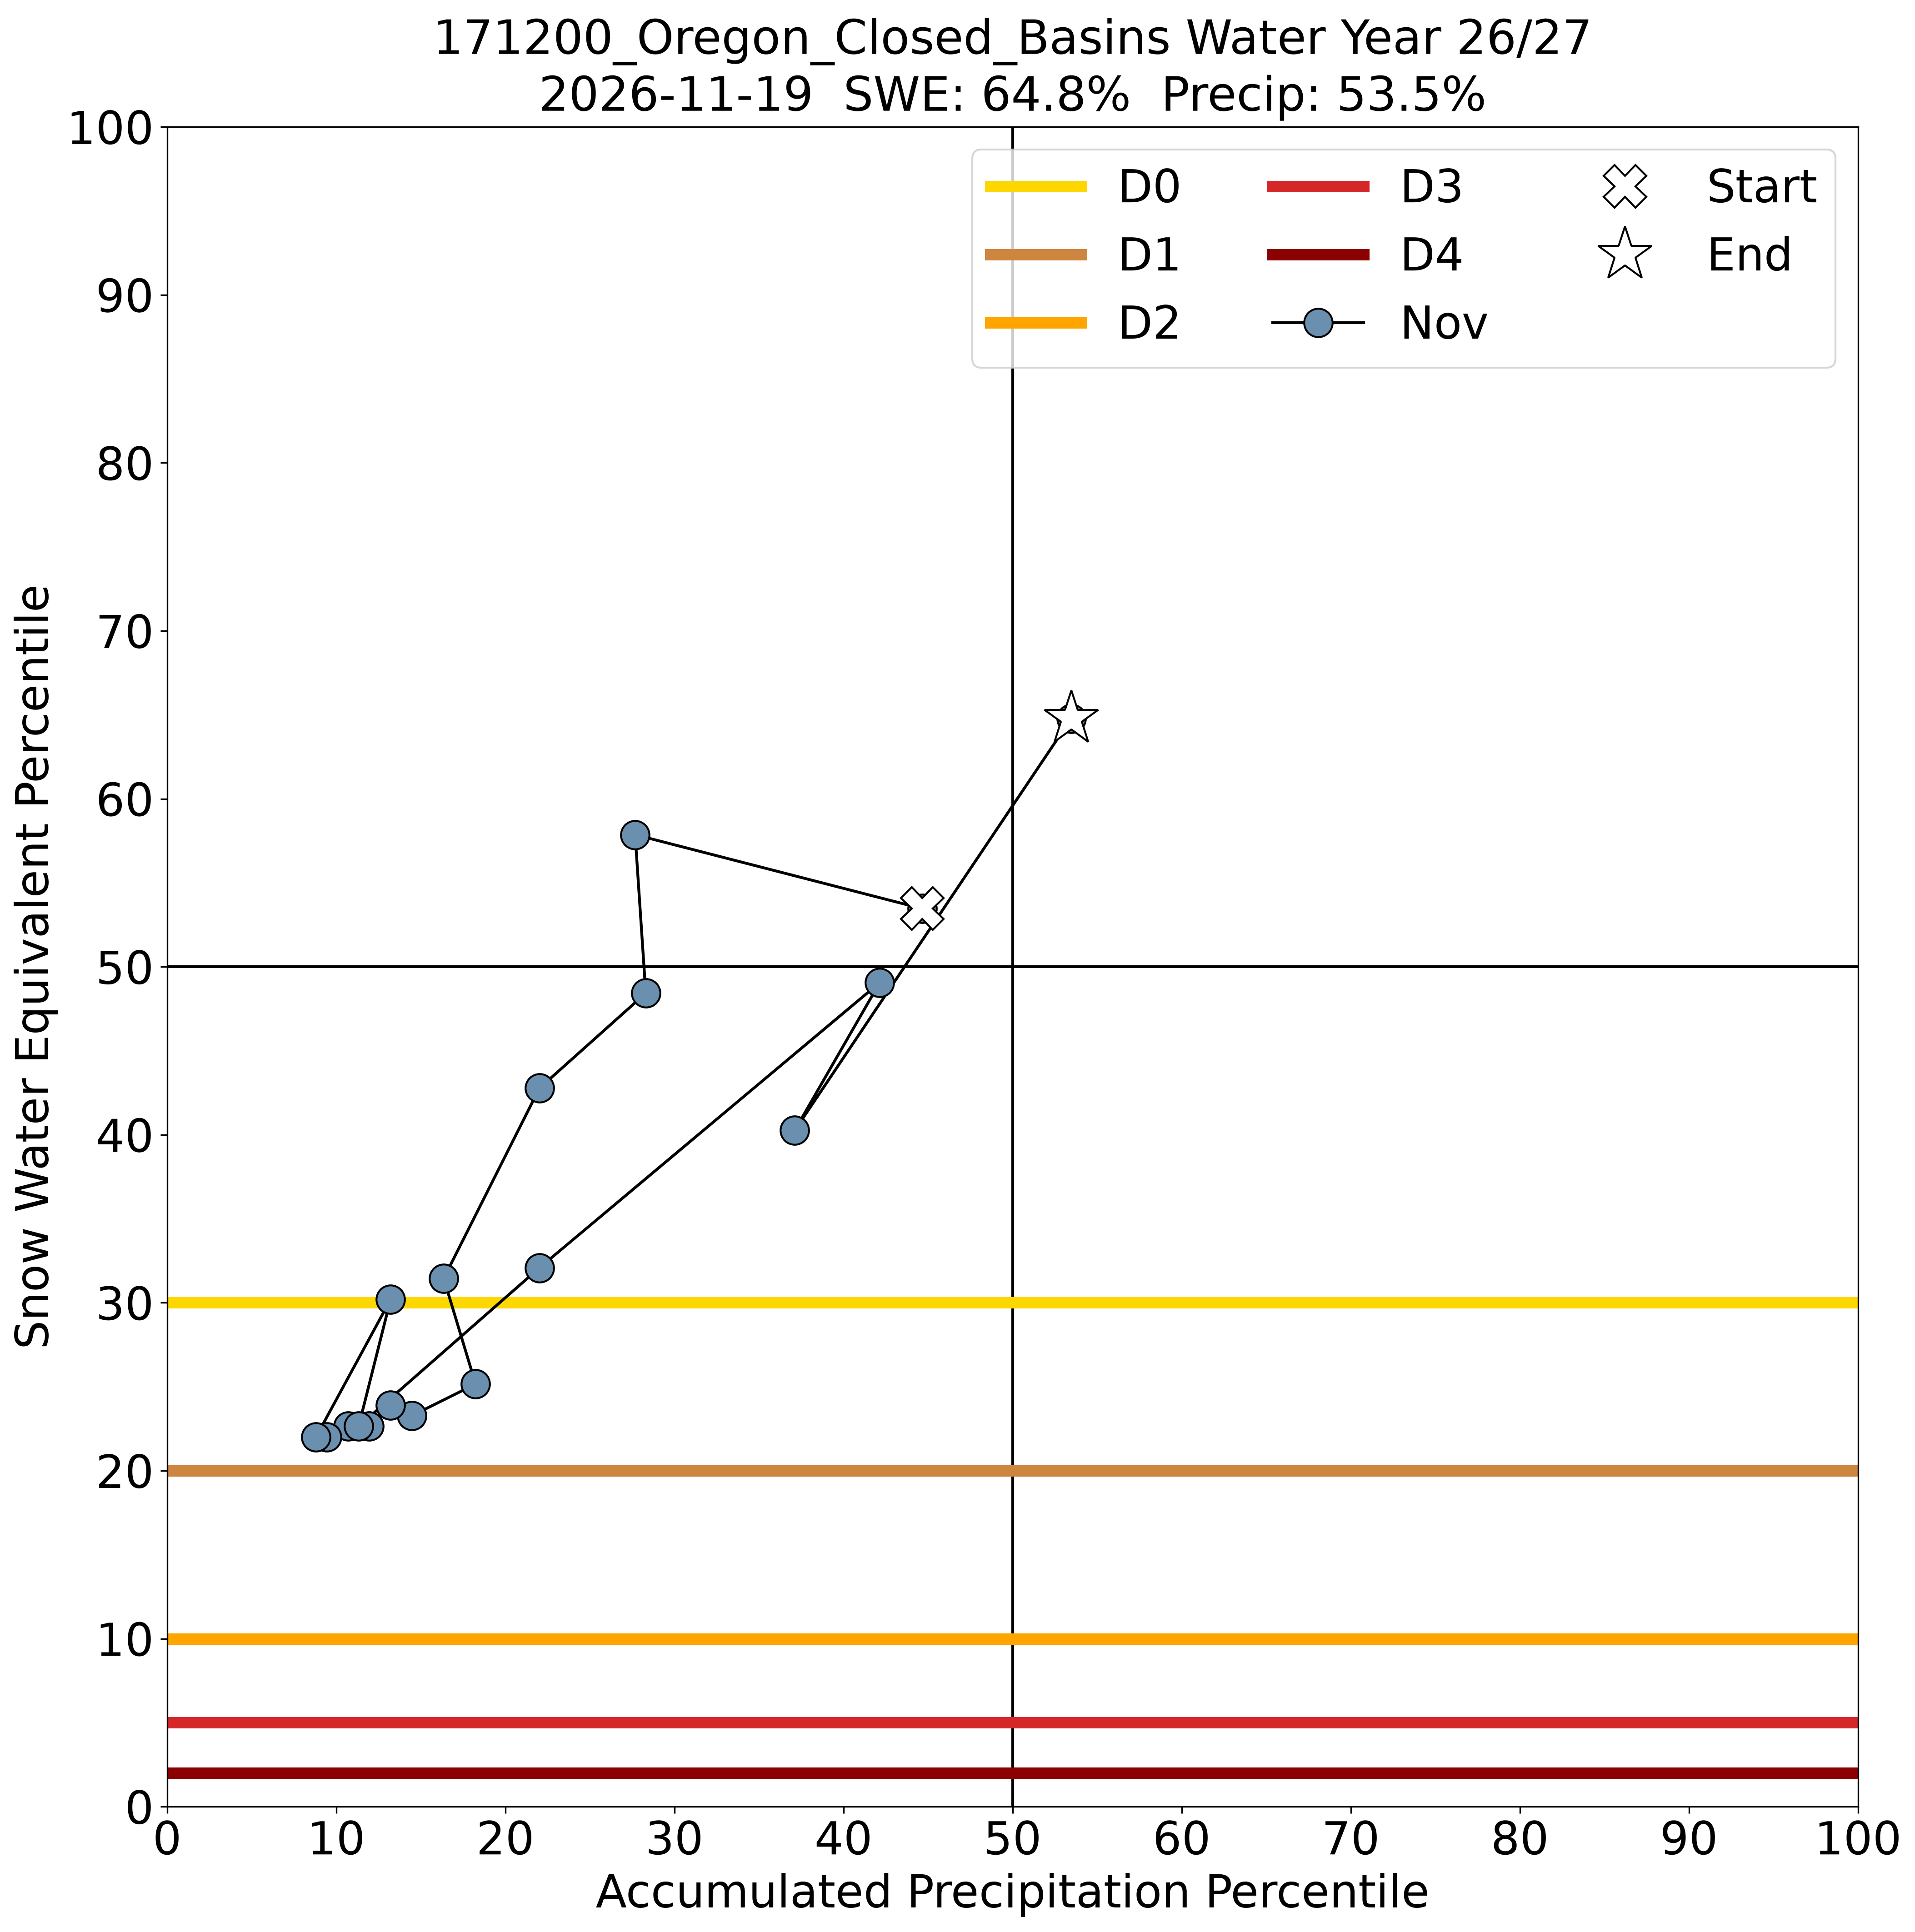 171200_Oregon_Closed_Basins Water Year 26/27
2026-11-19  SWE: 64.8%  Precip: 53.5%
D0
D1
D2
D3
D4
Nov
Start
End
Snow Water Equivalent Percentile
100
90
80
70
60
50
40
30
20
10
0
0 10 20 30 40 50 60 70 80 90 100
Accumulated Precipitation Percentile